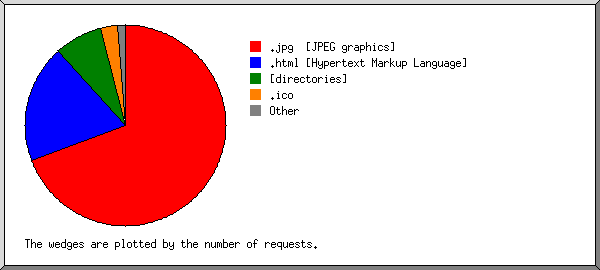 .jpg  [JPEG graphics]
.html [Hypertext Markup Language]
[directories]
.ico
Other
The wedges are plotted by the number of requests.